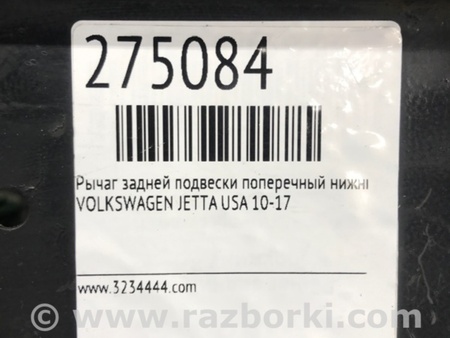 275084
Рычаг задней подвески поперечный нижн
VOLKSWAGEN JETTA USA 10-17
www.3234444.com
© www.razborki.com